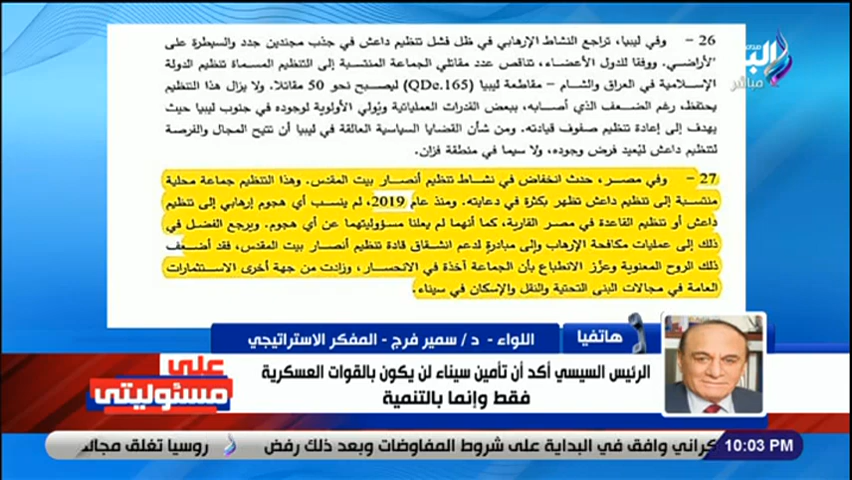 26 – وفي ليبيا، تراجع النشاط الإرهابي في ظل فشل تنظيم داعش في جذب مجندين جدد والسيطرة على
الأراضي. ووفقا للدول الأعضاء، تناقص عدد مقاتلي الجماعة المنتسبة إلى التنظيم المسماة تنظيم الدولة
الإسلامية في العراق والشام – مقاطعة ليبيا (QDe.165) ليصبح نحو 50 مقاتلا. ولا يزال هذا التنظيم
يحتفظ، رغم الضعف الذي أصابه، ببعض القدرات العملياتية ويُولي الأولوية لوجوده في جنوب ليبيا حيث
يهدف إلى إعادة تنظيم صفوف قيادته. ومن شأن القضايا السياسية العالقة في ليبيا أن تتيح المجال والفرصة
لتنظيم داعش ليُعيد فرض وجوده، ولا سيما في منطقة فزان.
27 – وفي مصر، حدث انخفاض في نشاط تنظيم أنصار بيت المقدس. وهذا التنظيم جماعة محلية
منتسبة إلى تنظيم داعش تظهر بكثرة في دعايته. ومنذ عام 2019، لم ينسب أي هجوم إرهابي إلى تنظيم
داعش أو تنظيم القاعدة في مصر القارية، كما أنهما لم يعلنا مسؤوليتهما عن أي هجوم. ويرجع الفضل في
ذلك إلى عمليات مكافحة الإرهاب وإلى مبادرةٍ لدعم انشقاق قادة تنظيم أنصار بيت المقدس، فقد أضعف
ذلك الروح المعنوية وعزّز الانطباع بأن الجماعة آخذة في الانحسار، وزادت من جهة أخرى الاستثمارات
العامة في مجالات البنى التحتية والنقل والإسكان في سيناء.
صدى
البلد
مباشر
هاتفيا
اللواء - د/ سمير فرج - المفكر الاستراتيجي
على
مسئوليتي
الرئيس السيسي أكد أن تأمين سيناء لن يكون بالقوات العسكرية
فقط وإنما بالتنمية
10:03 PM
كراني وافق في البداية على شروط المفاوضات وبعد ذلك رفض
روسيا تغلق مجالـ